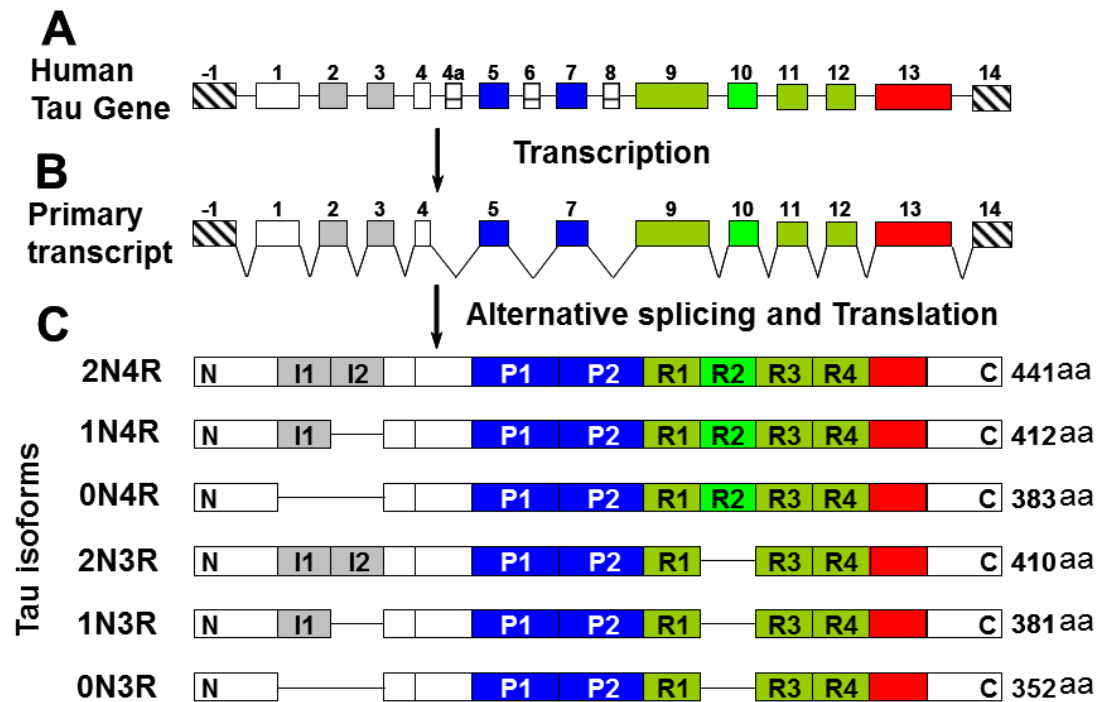 A
Human
Tau Gene
-1 1 2 3 4 4a 5 6 7 8 9 10 11 12 13 14
Transcription
B
Primary
transcript
-1 1 2 3 4 5 7 9 10 11 12 13 14
Alternative splicing and Translation
C
Tau isoforms
2N4R N I1 I2 P1 P2 R1 R2 R3 R4 C 441aa
1N4R N I1 P1 P2 R1 R2 R3 R4 C 412aa
0N4R N P1 P2 R1 R2 R3 R4 C 383aa
2N3R N I1 I2 P1 P2 R1 R3 R4 C 410aa
1N3R N I1 P1 P2 R1 R3 R4 C 381aa
0N3R N P1 P2 R1 R3 R4 C 352aa